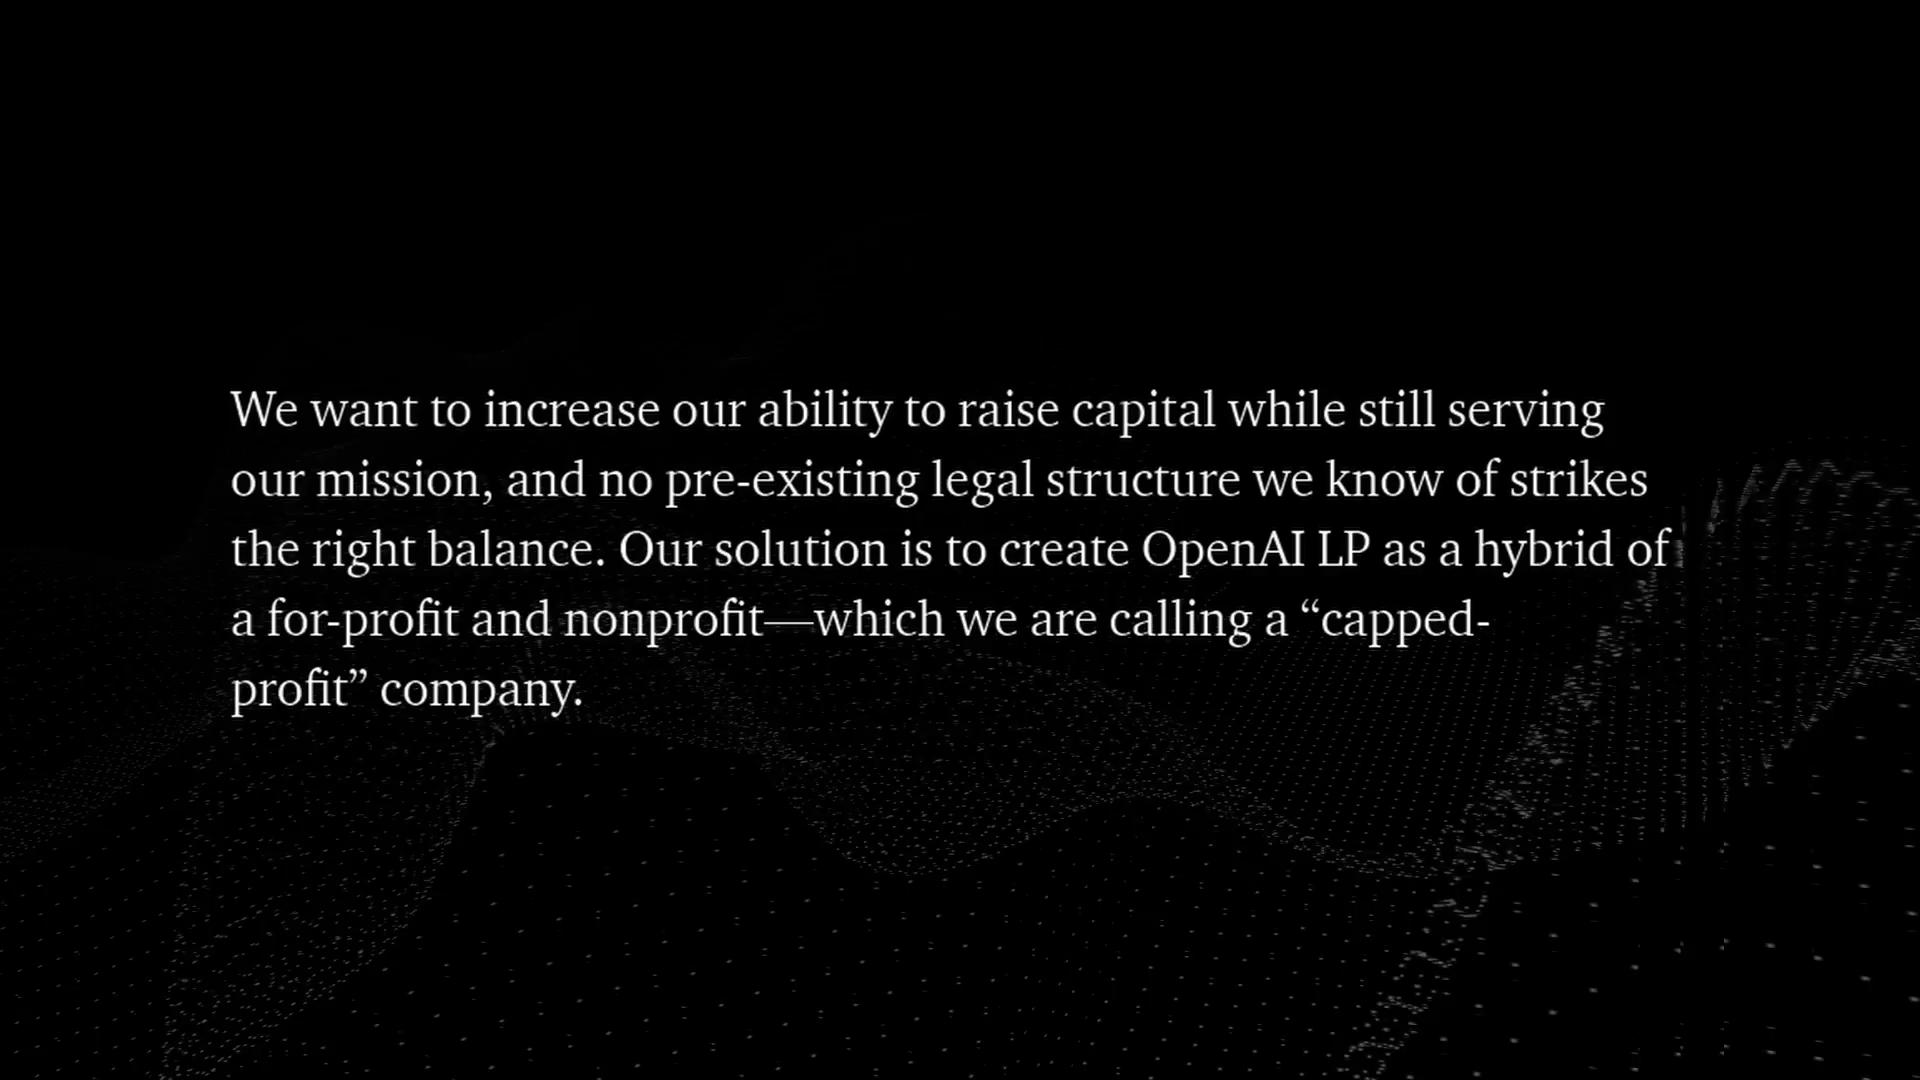 We want to increase our ability to raise capital while still serving
our mission, and no pre-existing legal structure we know of strikes
the right balance. Our solution is to create OpenAI LP as a hybrid of
a for-profit and nonprofit—which we are calling a “capped-
profit” company.